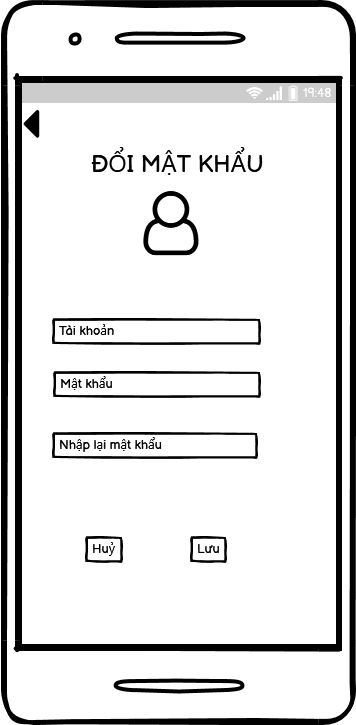 19:48
ĐỔI MẬT KHẨU
Tài khoản
Mật khẩu
Nhập lại mật khẩu
Huỷ
Lưu